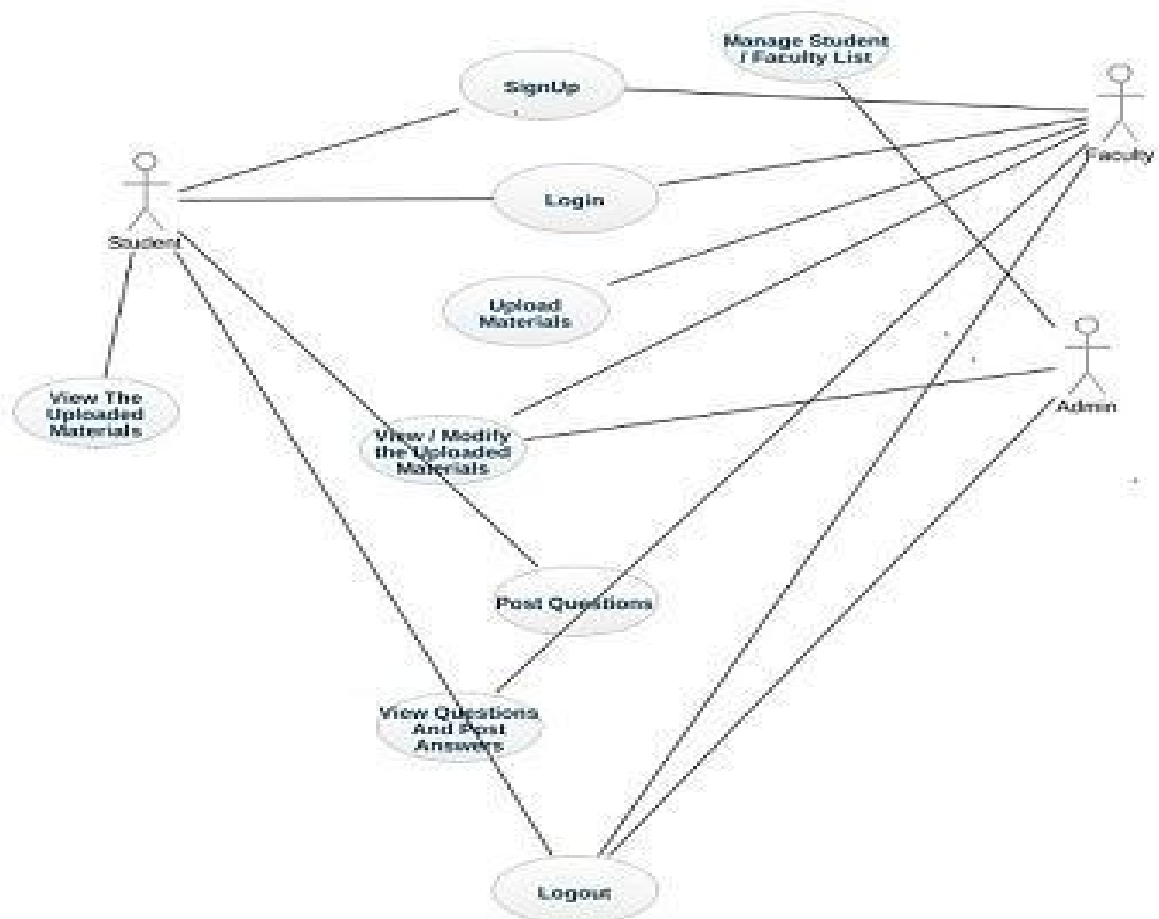 Manage Student
/ Faculty List
SignUp
Faculty
Login
Student
Upload
Materials
View The
Uploaded
Materials
Admin
View / Modify
the Uploaded
Materials
Post Questions
View Questions
And Post
Answers
Logout